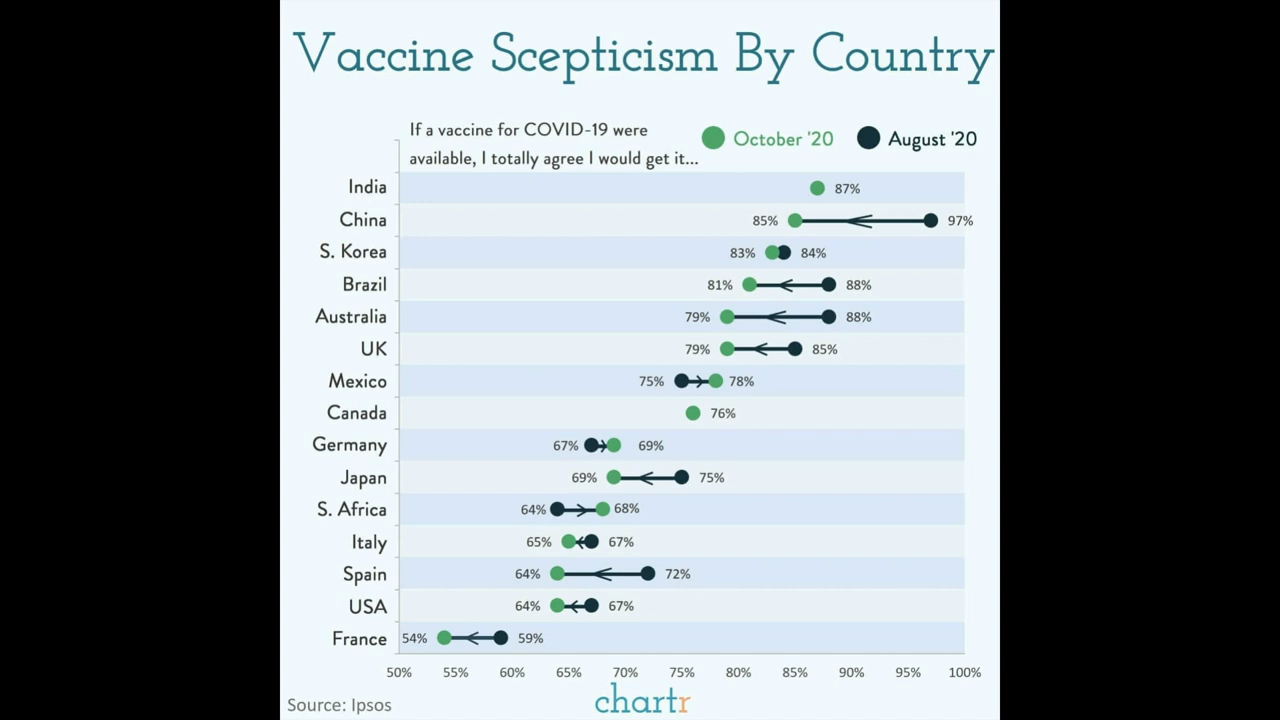 Vaccine Scepticism By Country
If a vaccine for COVID-19 were
available, I totally agree I would get it...
October '20
August '20
India 87%
China 85% 97%
S. Korea 83% 84%
Brazil 81% 88%
Australia 79% 88%
UK 79% 85%
Mexico 75% 78%
Canada 76%
Germany 67% 69%
Japan 69% 75%
S. Africa 64% 68%
Italy 65% 67%
Spain 64% 72%
USA 64% 67%
France 54% 59%
50% 55% 60% 65% 70% 75% 80% 85% 90% 95% 100%
Source: Ipsos
chartr